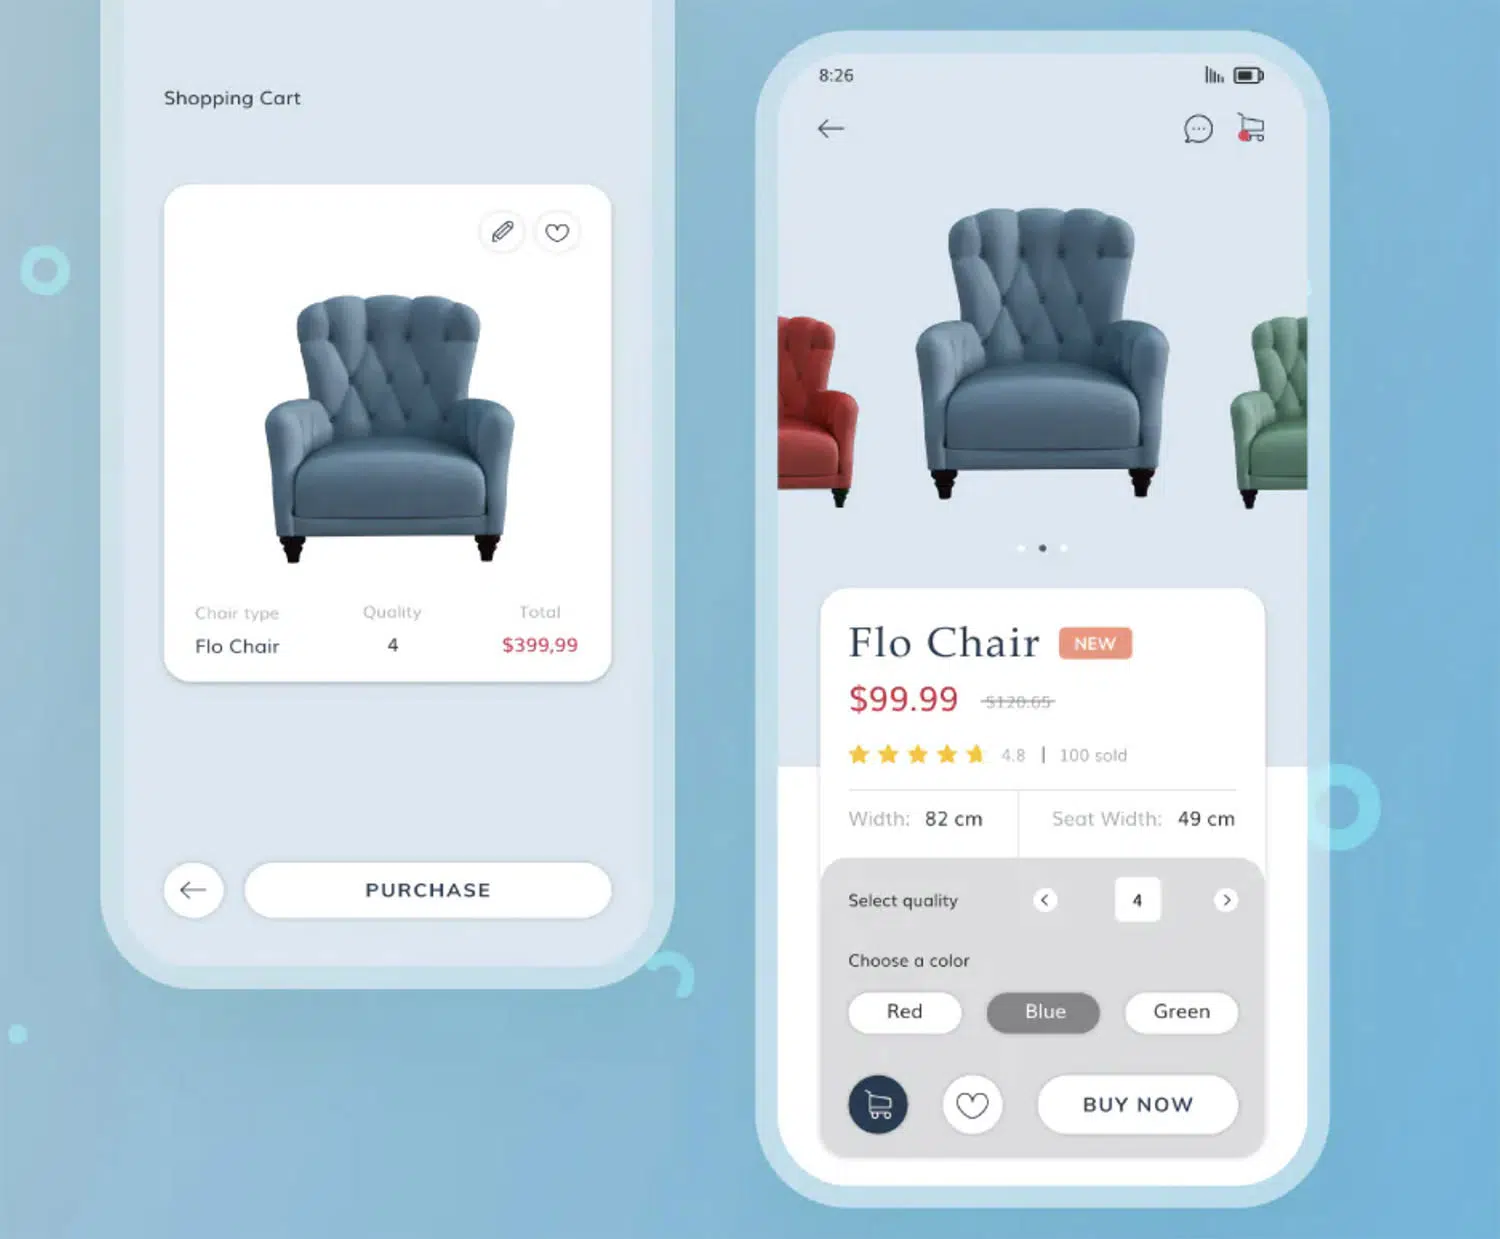 Shopping Cart
Chair type Quality Total
Flo Chair 4 $399,99
PURCHASE
8:26
Flo Chair NEW
$99.99 $120.65
4.8 | 100 sold
Width: 82 cm Seat Width: 49 cm
Select quality 4
Choose a color
Red Blue Green
BUY NOW